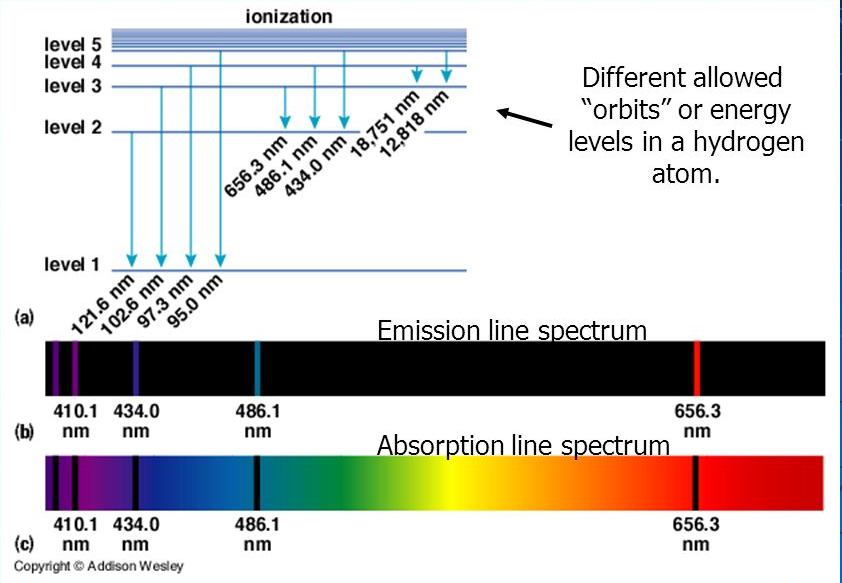 ionization
level 5
level 4
level 3
level 2
level 1
656.3 nm
486.1 nm
434.0 nm
18,751 nm
12,818 nm
121.6 nm
102.6 nm
97.3 nm
95.0 nm
Different allowed
“orbits” or energy
levels in a hydrogen
atom.
(a)
Emission line spectrum
410.1 nm
434.0 nm
486.1 nm
656.3 nm
(b)
Absorption line spectrum
410.1 nm
434.0 nm
486.1 nm
656.3 nm
(c)
Copyright © Addison Wesley